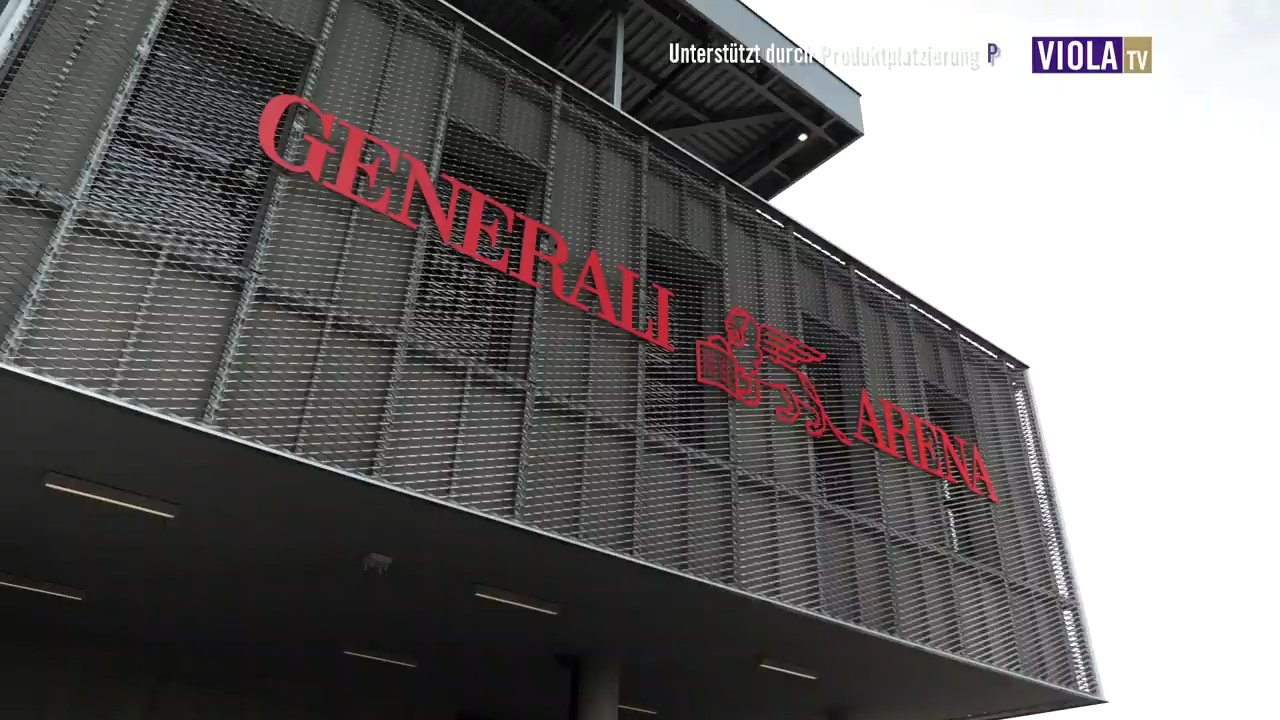 Unterstützt durch Produktplatzierung P
VIOLA TV
GENERALI ARENA